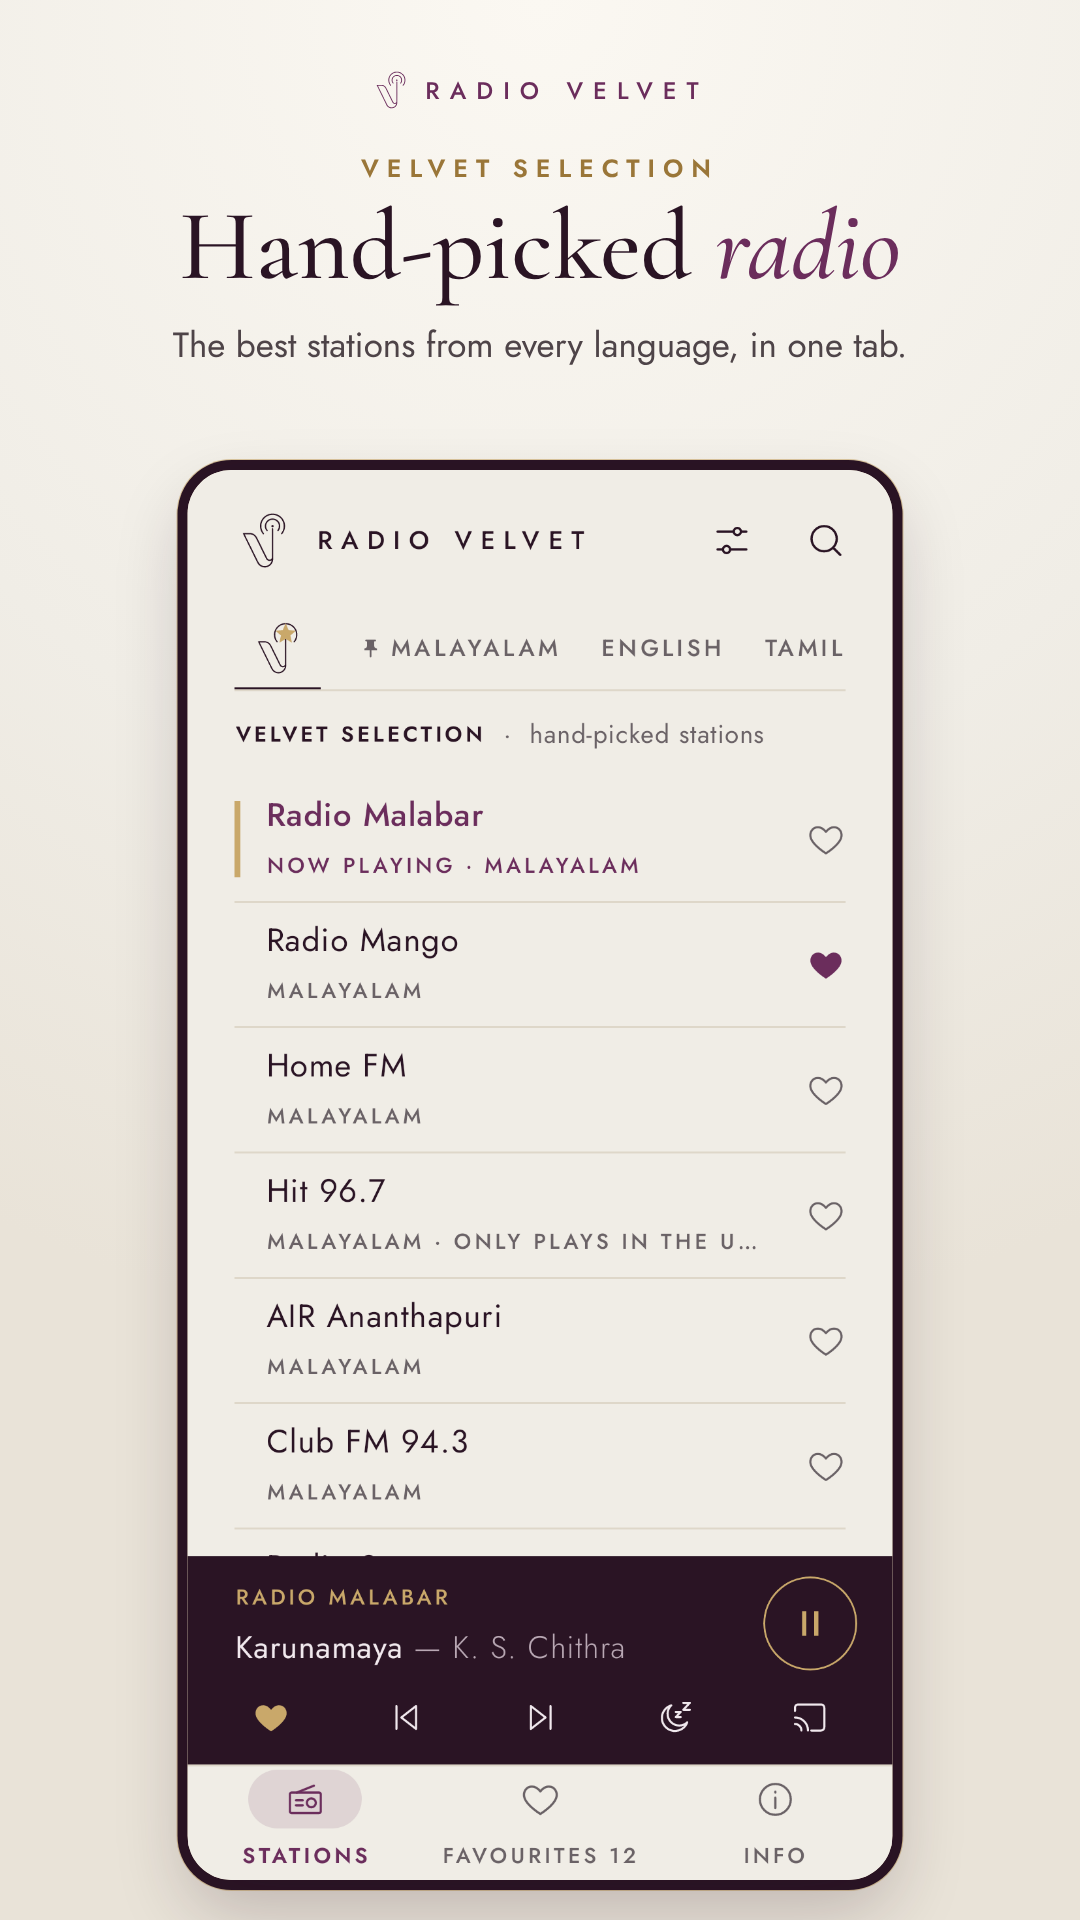 RADIO VELVET
VELVET SELECTION
Hand-picked radio
The best stations from every language, in one tab.
RADIO VELVET
MALAYALAM ENGLISH TAMIL
VELVET SELECTION · hand-picked stations
Radio Malabar
NOW PLAYING · MALAYALAM
Radio Mango
MALAYALAM
Home FM
MALAYALAM
Hit 96.7
MALAYALAM · ONLY PLAYS IN THE U...
AIR Ananthapuri
MALAYALAM
Club FM 94.3
MALAYALAM
RADIO MALABAR
Karunamaya — K. S. Chithra
STATIONS FAVOURITES 12 INFO